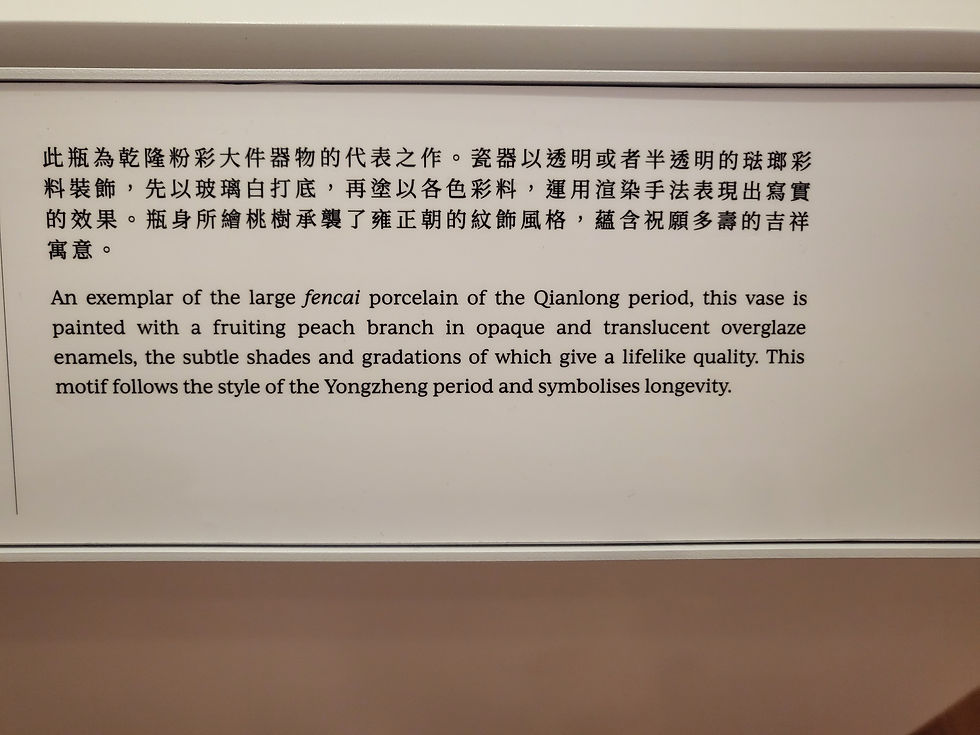 此瓶為乾隆粉彩大件器物的代表之作。瓷器以透明或者半透明的琺瑯彩
料裝飾，先以玻璃白打底，再塗以各色彩料，運用渲染手法表現出寫實
的效果。瓶身所繪桃樹承襲了雍正朝的紋飾風格，蘊含祝願多壽的吉祥
寓意。
An exemplar of the large fencai porcelain of the Qianlong period, this vase is
painted with a fruiting peach branch in opaque and translucent overglaze
enamels, the subtle shades and gradations of which give a lifelike quality. This
motif follows the style of the Yongzheng period and symbolises longevity.